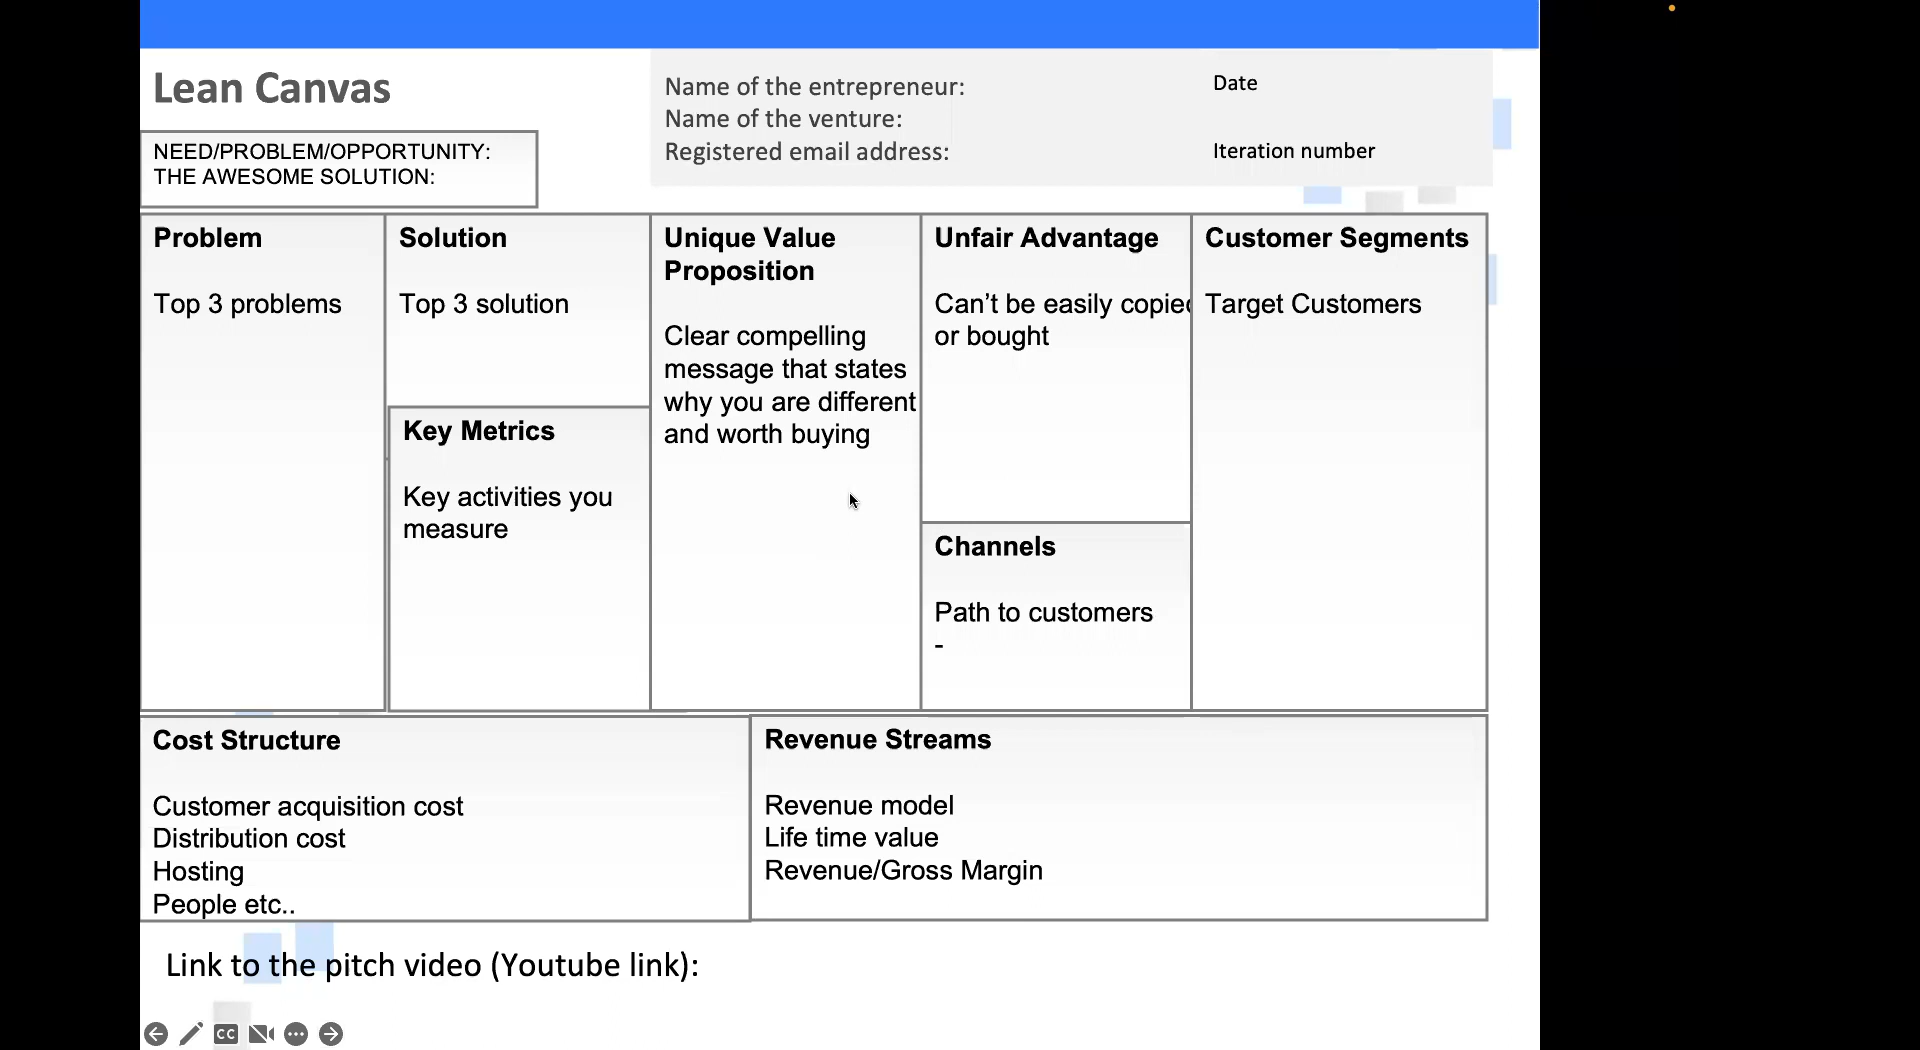 Lean Canvas
Name of the entrepreneur:
Name of the venture:
Registered email address:
Date
Iteration number
NEED/PROBLEM/OPPORTUNITY:
THE AWESOME SOLUTION:
Problem
Top 3 problems
Solution
Top 3 solution
Key Metrics
Key activities you
measure
Unique Value
Proposition
Clear compelling
message that states
why you are different
and worth buying
Unfair Advantage
Can’t be easily copied
or bought
Channels
Path to customers
-
Customer Segments
Target Customers
Cost Structure
Customer acquisition cost
Distribution cost
Hosting
People etc..
Revenue Streams
Revenue model
Life time value
Revenue/Gross Margin
Link to the pitch video (Youtube link):
CC